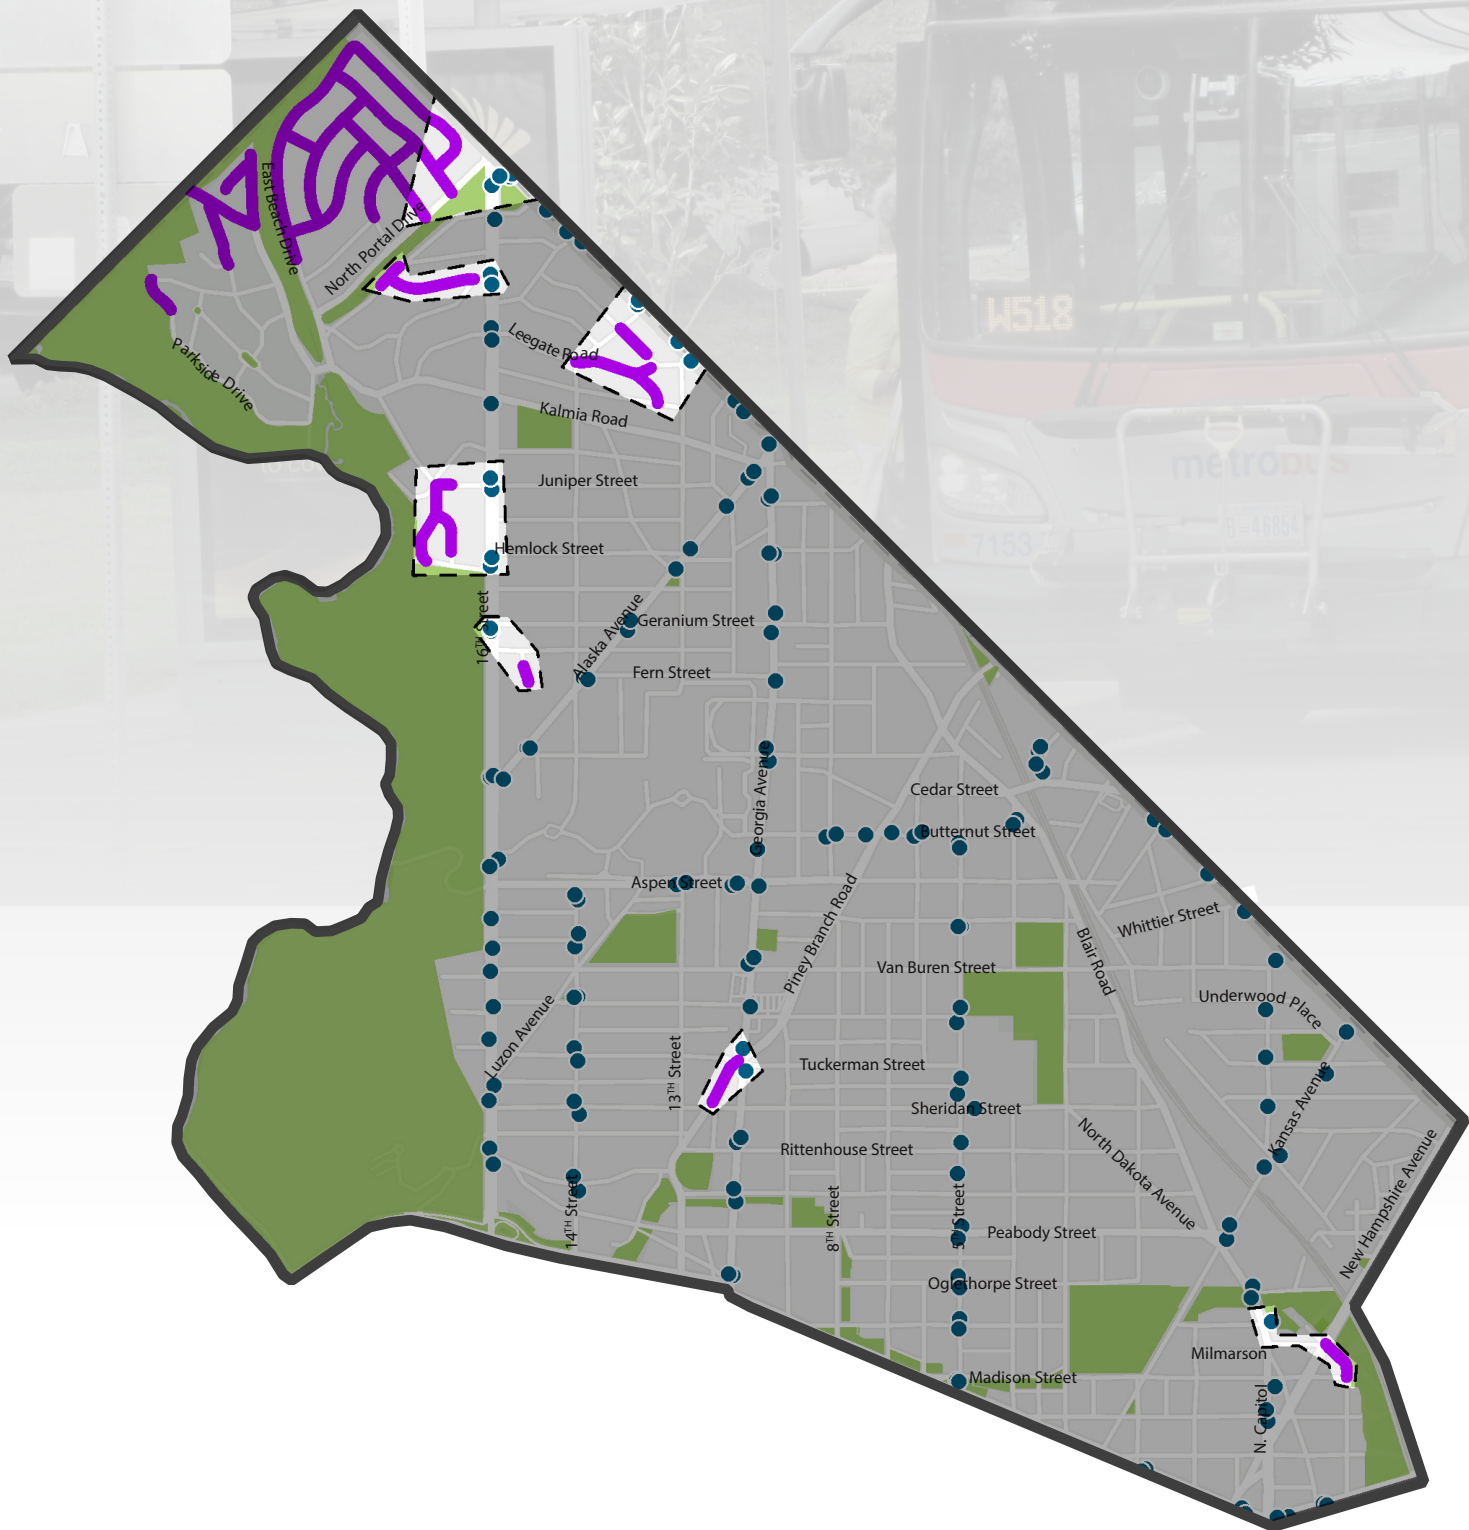 East Beach Drive
North Portal Drive
W518
Leegate Road
Parkside Drive
Kalmia Road
metrobus
Juniper Street
7153
Hemlock Street
16TH Street
Alaska Avenue
Geranium Street
Fern Street
Georgia Avenue
Cedar Street
Butternut Street
Aspen Street
Piney Branch Road
Whittier Street
Blair Road
Van Buren Street
Underwood Place
Luzon Avenue
13TH Street
Tuckerman Street
Kansas Avenue
Sheridan Street
North Dakota Avenue
Rittenhouse Street
New Hampshire Avenue
14TH Street
8TH Street
5TH Street
Peabody Street
Oglethorpe Street
Milmarson
Madison Street
N. Capitol